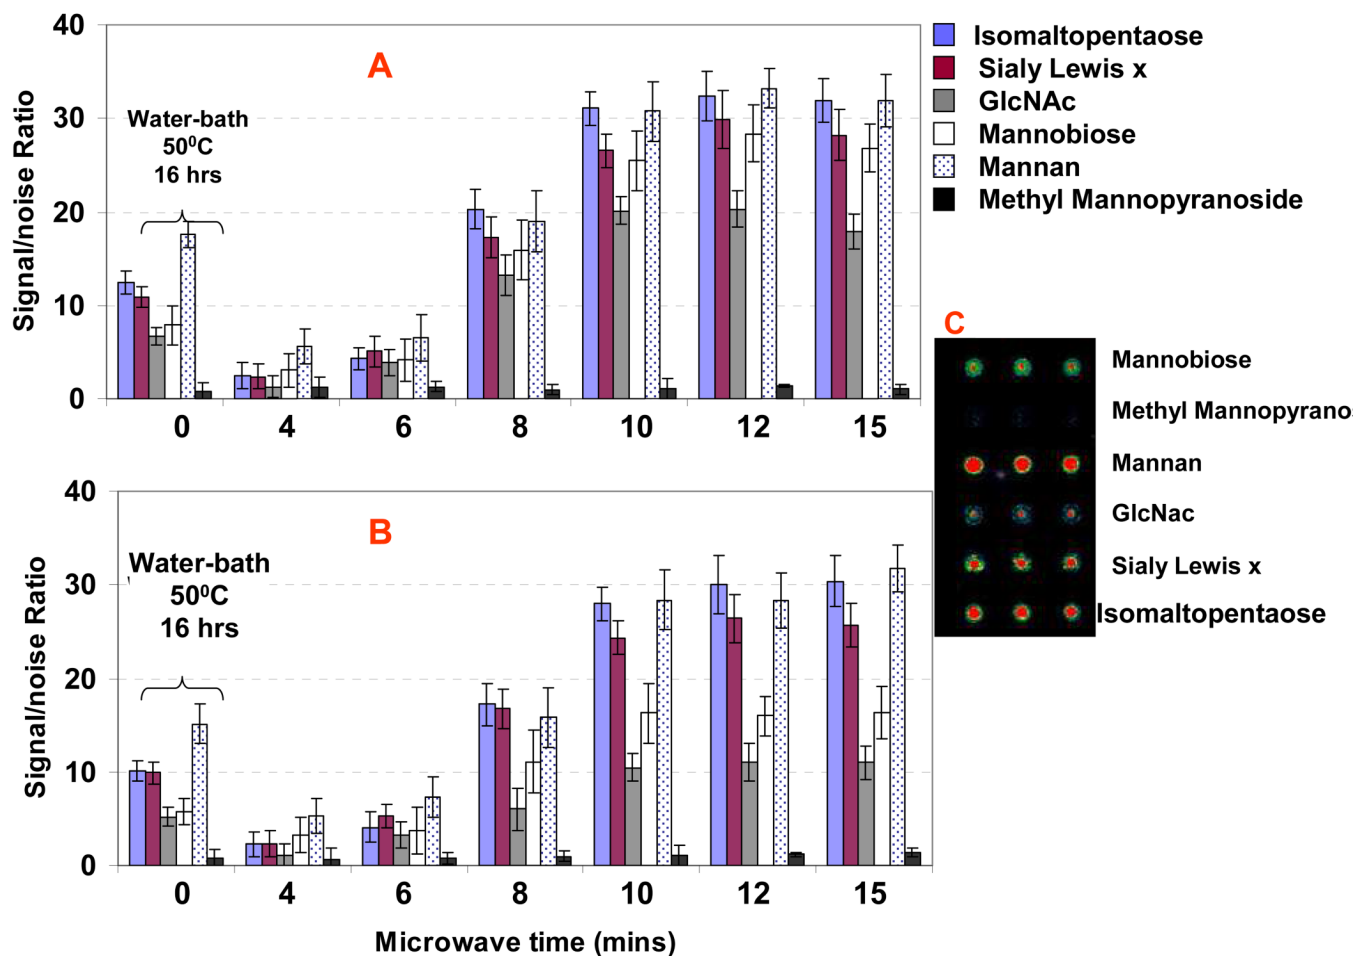 40
30
20
10
0
Signal/noise Ratio
A
Water-bath
50⁰C
16 hrs
0 4 6 8 10 12 15
Isomaltopentaose
Sialy Lewis x
GlcNAc
Mannobiose
Mannan
Methyl Mannopyranoside
40
30
20
10
0
Signal/noise Ratio
B
Water-bath
50⁰C
16 hrs
0 4 6 8 10 12 15
Microwave time (mins)
C
Mannobiose
Methyl Mannopyrano
Mannan
GlcNac
Sialy Lewis x
Isomaltopentaose